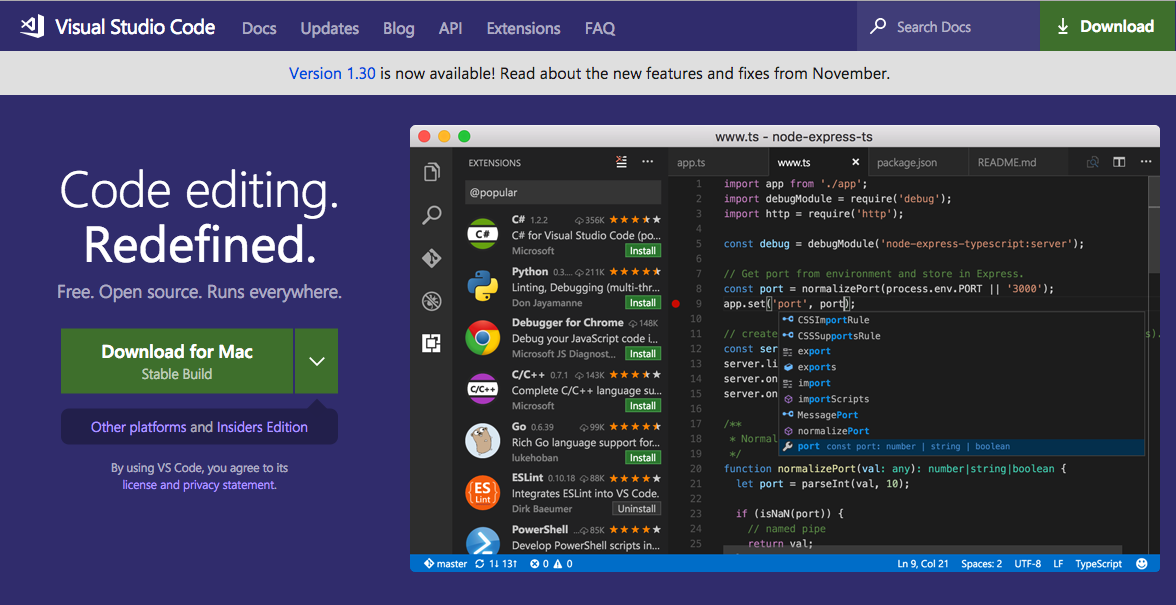 Visual Studio Code Docs Updates Blog API Extensions FAQ Search Docs Download
Version 1.30 is now available! Read about the new features and fixes from November.
Code editing.
Redefined.
Free. Open source. Runs everywhere.
Download for Mac
Stable Build
Other platforms and Insiders Edition
By using VS Code, you agree to its
license and privacy statement.
www.ts - node-express-ts
EXTENSIONS
@popular
C# 1.2.2 356K
C# for Visual Studio Code (po...
Microsoft Install
Python 0.3.... 211K
Linting, Debugging (multi-thr...
Don Jayamanne Install
Debugger for Chrome 148K
Debug your JavaScript code i...
Microsoft JS Diagnost... Install
C/C++ 0.7.1 143K
Complete C/C++ language su...
Microsoft Install
Go 0.6.39 99K
Rich Go language support for...
lukehoban Install
ESLint 0.10.18 88K
Integrates ESLint into VS Code.
Dirk Baeumer Uninstall
PowerShell ... 85K
Develop PowerShell scripts in...
C#
C/C++
ES
Lint
app.ts www.ts package.json README.md
1 import app from './app';
2 import debugModule = require('debug');
3 import http = require('http');
4
5 const debug = debugModule('node-express-typescript:server');
6
7 // Get port from environment and store in Express.
8 const port = normalizePort(process.env.PORT || '3000');
9 app.set('port', port);
10
11 // create s).
12 const ser
13 server.li
14 server.on
15 server.on
16
17 /**
18 * Normal
19 */
20 function normalizePort(val: any): number|string|boolean {
21 let port = parseInt(val, 10);
22
23 if (isNaN(port)) {
24 // named pipe
25 return val;
CSSImportRule
CSSSupportsRule
export
exports
import
importScripts
MessagePort
normalizePort
port const port: number | string | boolean
master 1↓ 13↑ 0 0 Ln 9, Col 21 Spaces: 2 UTF-8 LF TypeScript